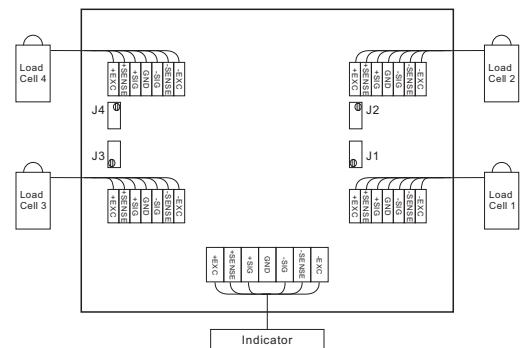 Load
Cell 4
+EXC
+SENSE
+SIG
GND
-SIG
-SENSE
-EXC
+EXC
+SENSE
+SIG
GND
-SIG
-SENSE
-EXC
Load
Cell 2
J4
J2
J3
J1
Load
Cell 3
+EXC
+SENSE
+SIG
GND
-SIG
-SENSE
-EXC
+EXC
+SENSE
+SIG
GND
-SIG
-SENSE
-EXC
Load
Cell 1
+EXC
+SENSE
+SIG
GND
-SIG
-SENSE
-EXC
Indicator